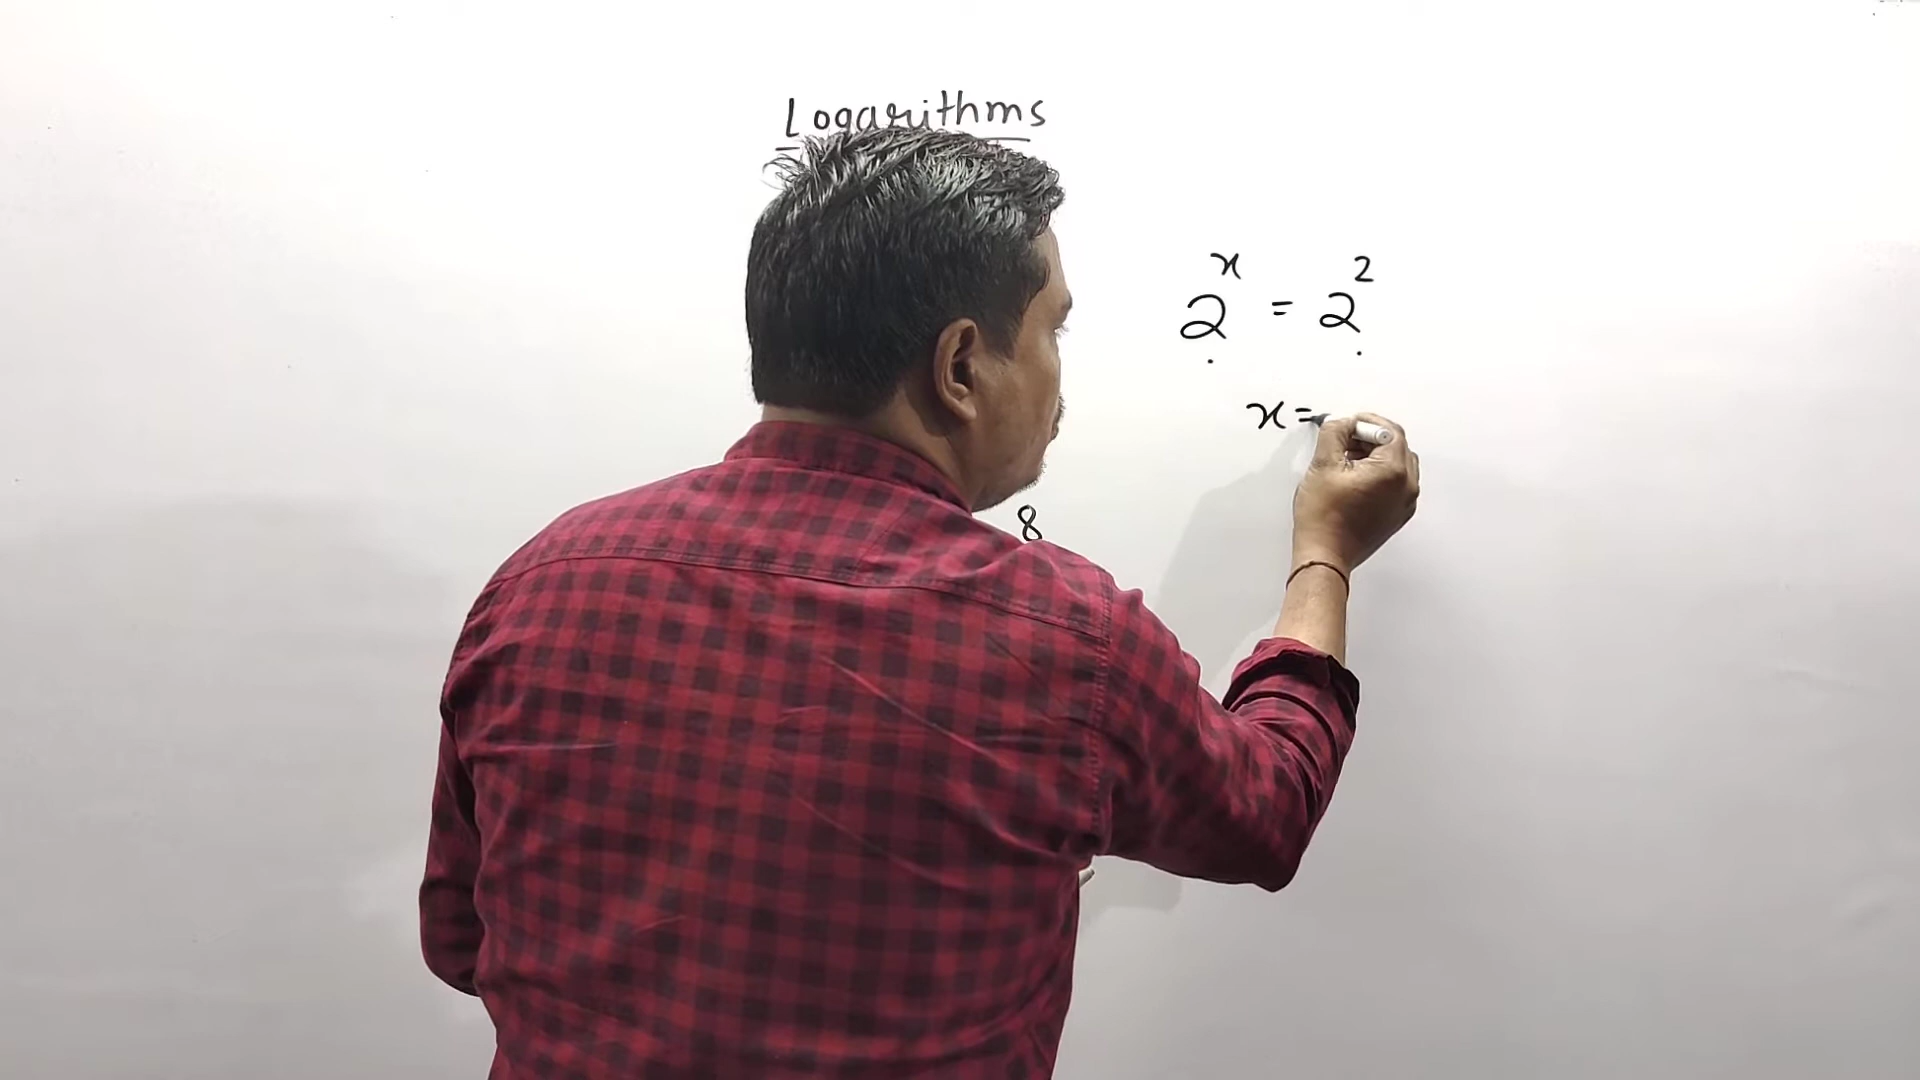 Logarithms
2^x = 2^2
x =
8